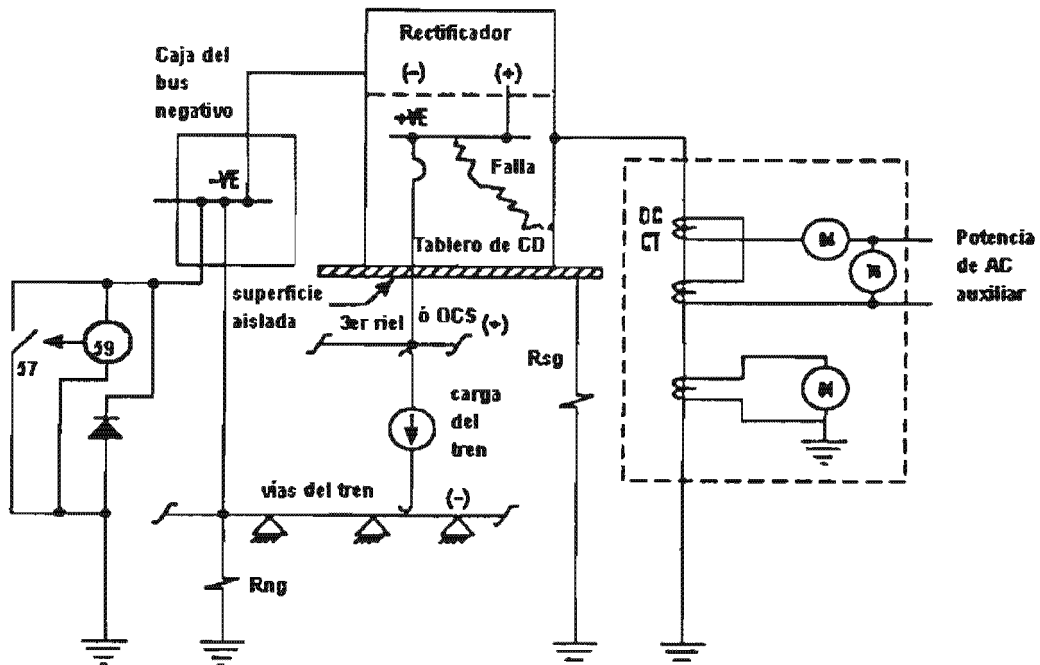 Rectificador
(-) (+)
Caja del
bus
negativo
+VE
-VE
Falla
Tablero de CD
DC
CT
Potencia
de AC
auxiliar
superficie
aislada
3er riel ó OCS (+)
Rsg
57
59
carga
del
tren
vías del tren (-)
Rng